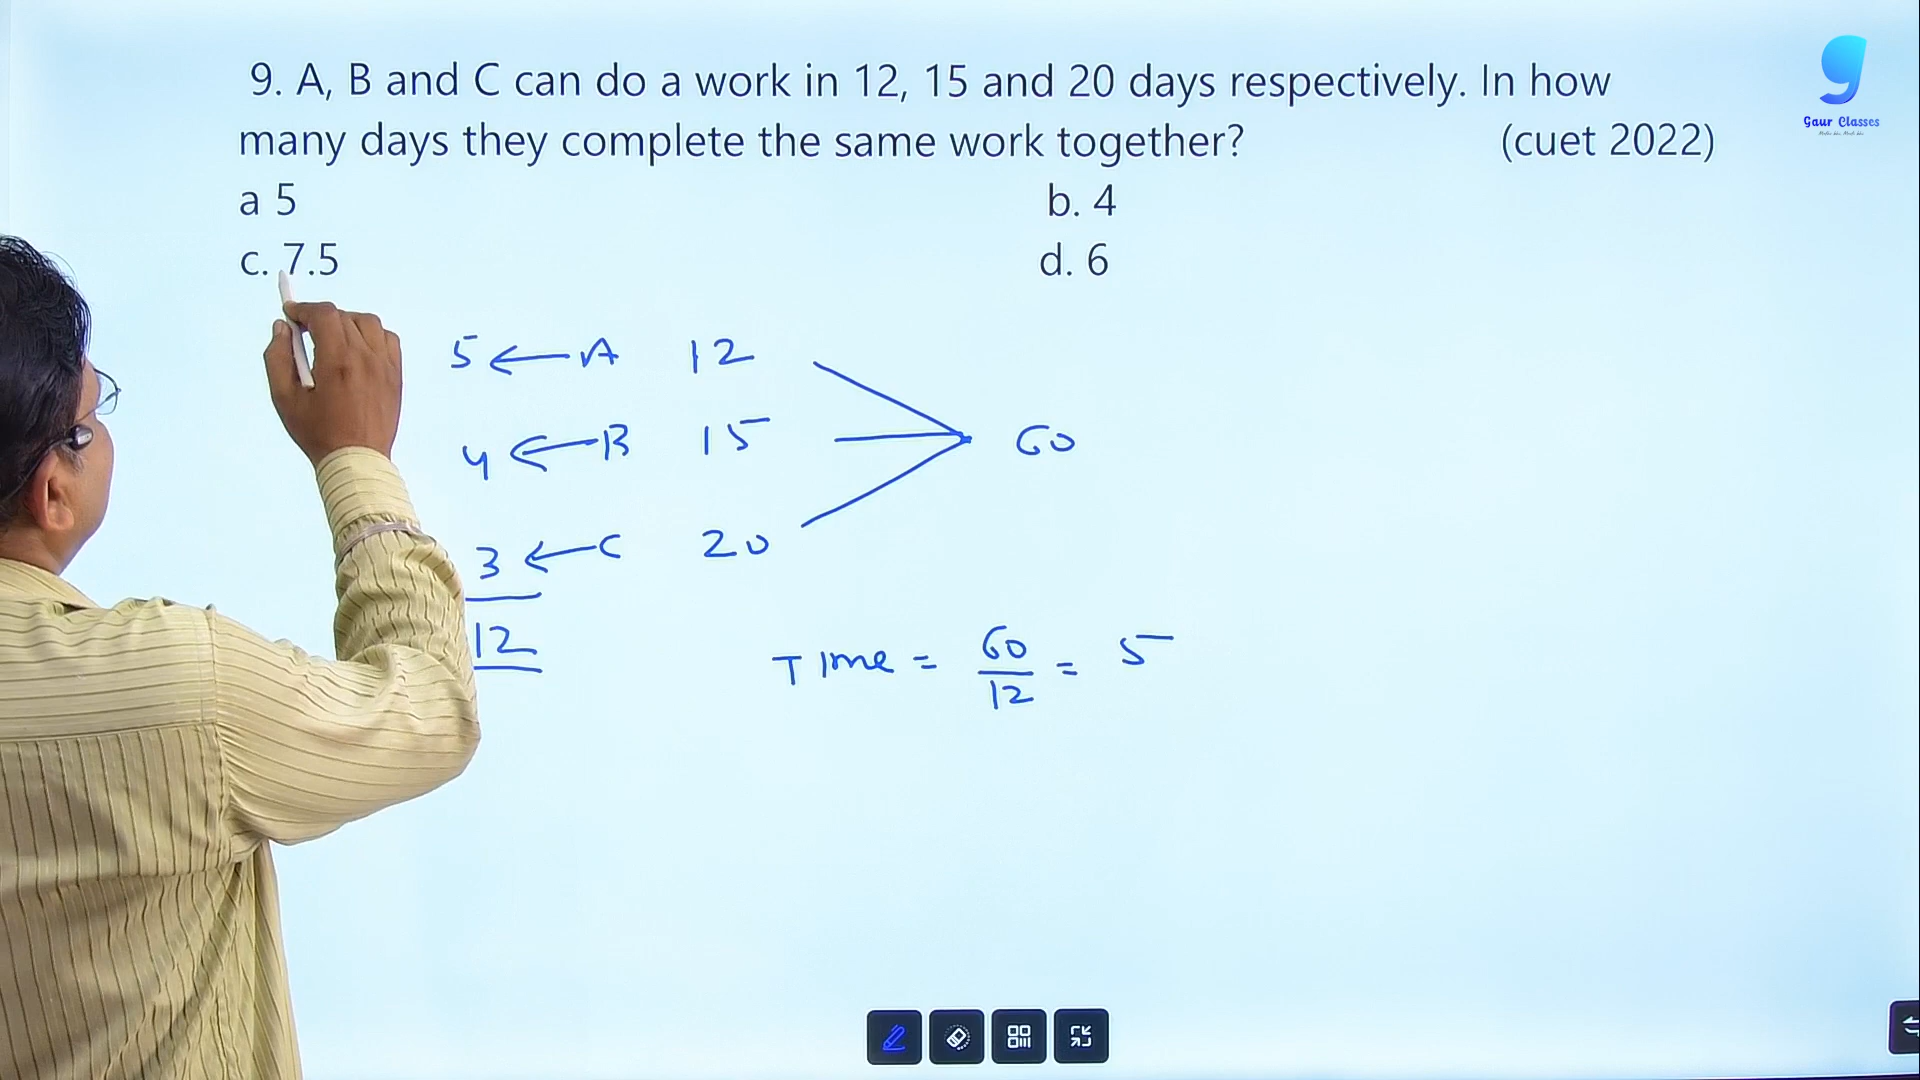 9. A, B and C can do a work in 12, 15 and 20 days respectively. In how
many days they complete the same work together? (cuet 2022)
a 5 b. 4
c. 7.5 d. 6
5 ← A 12
4 ← B 15 60
3 ← C 20
12
Time = 60/12 = 5
g
Gaur Classes